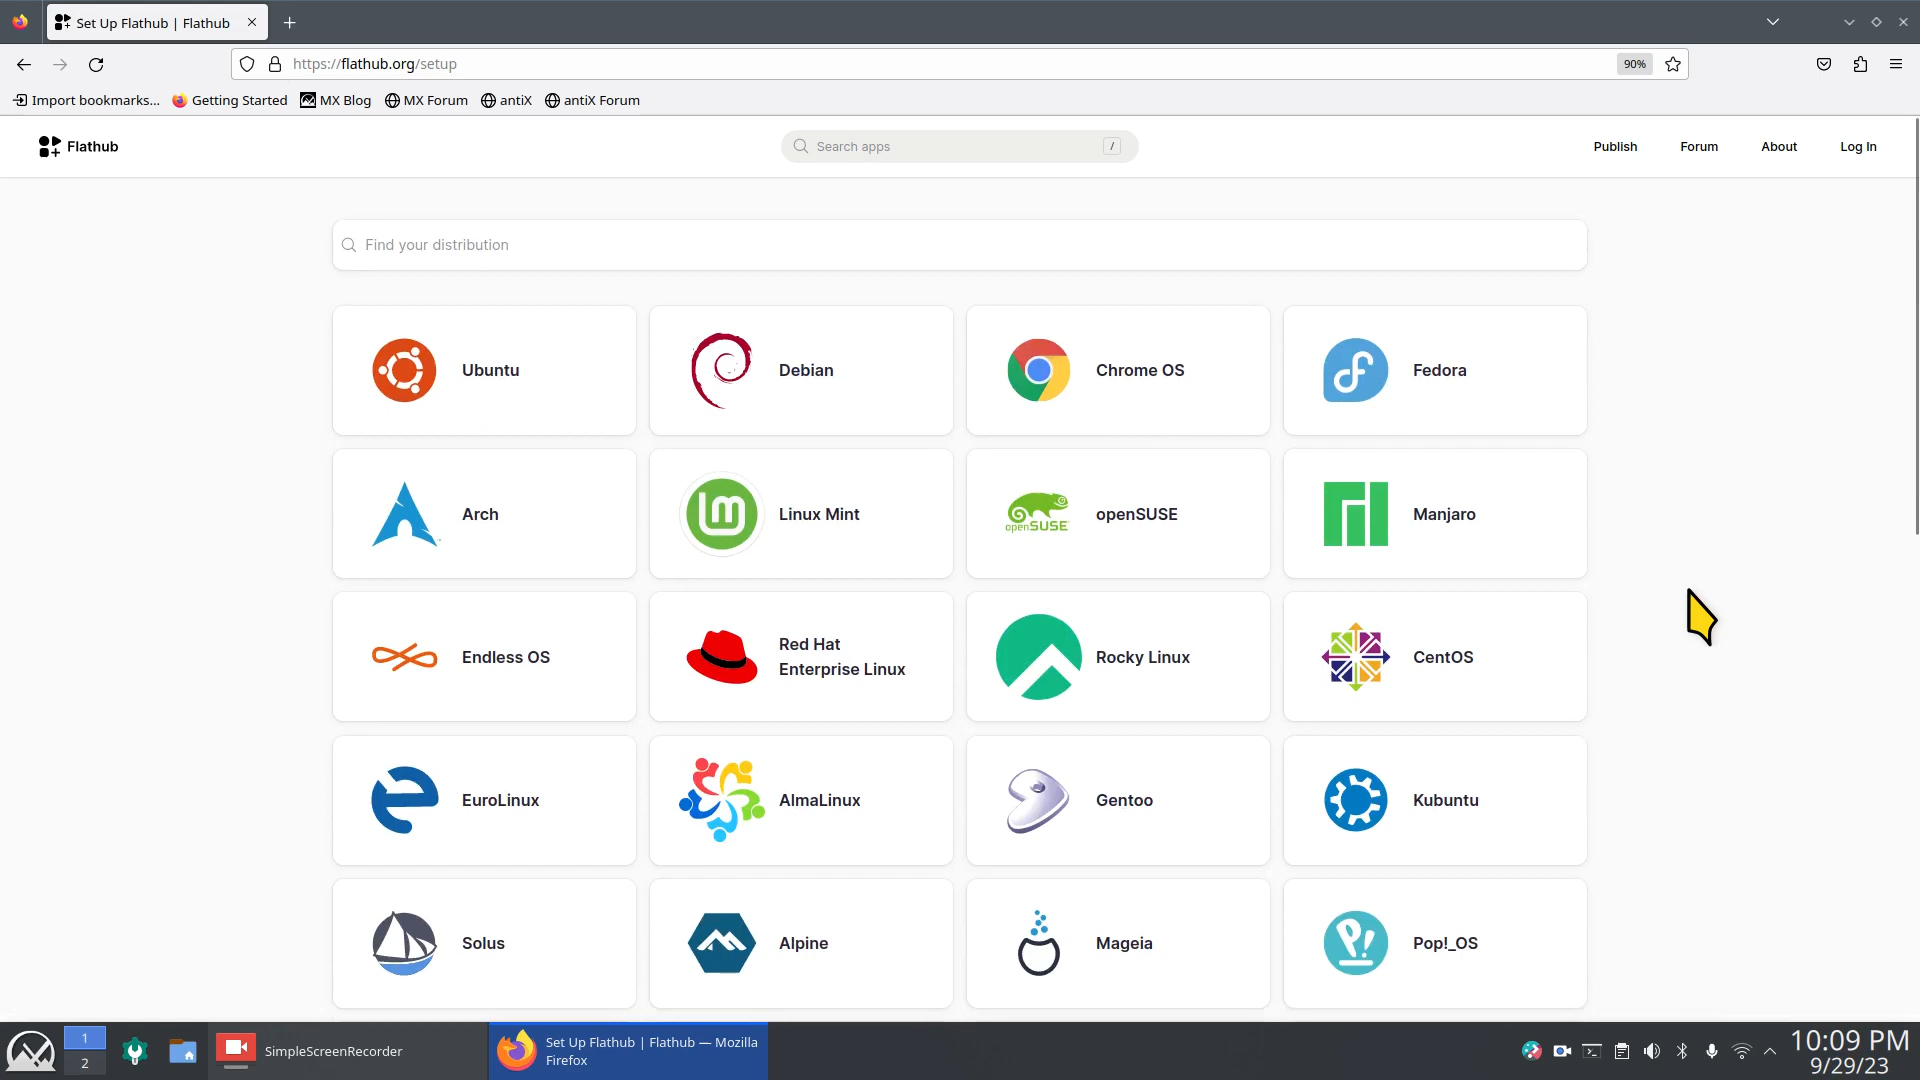 Set Up Flathub | Flathub
https://flathub.org/setup
90%
Import bookmarks...
Getting Started
MX Blog
MX Forum
antiX
antiX Forum
Flathub
Search apps
/
Publish
Forum
About
Log In
Find your distribution
Ubuntu
Debian
Chrome OS
Fedora
Arch
Linux Mint
openSUSE
openSUSE
Manjaro
Endless OS
Red Hat
Enterprise Linux
Rocky Linux
CentOS
EuroLinux
AlmaLinux
Gentoo
Kubuntu
Solus
Alpine
Mageia
Pop!_OS
1
2
SimpleScreenRecorder
Set Up Flathub | Flathub — Mozilla
Firefox
10:09 PM
9/29/23